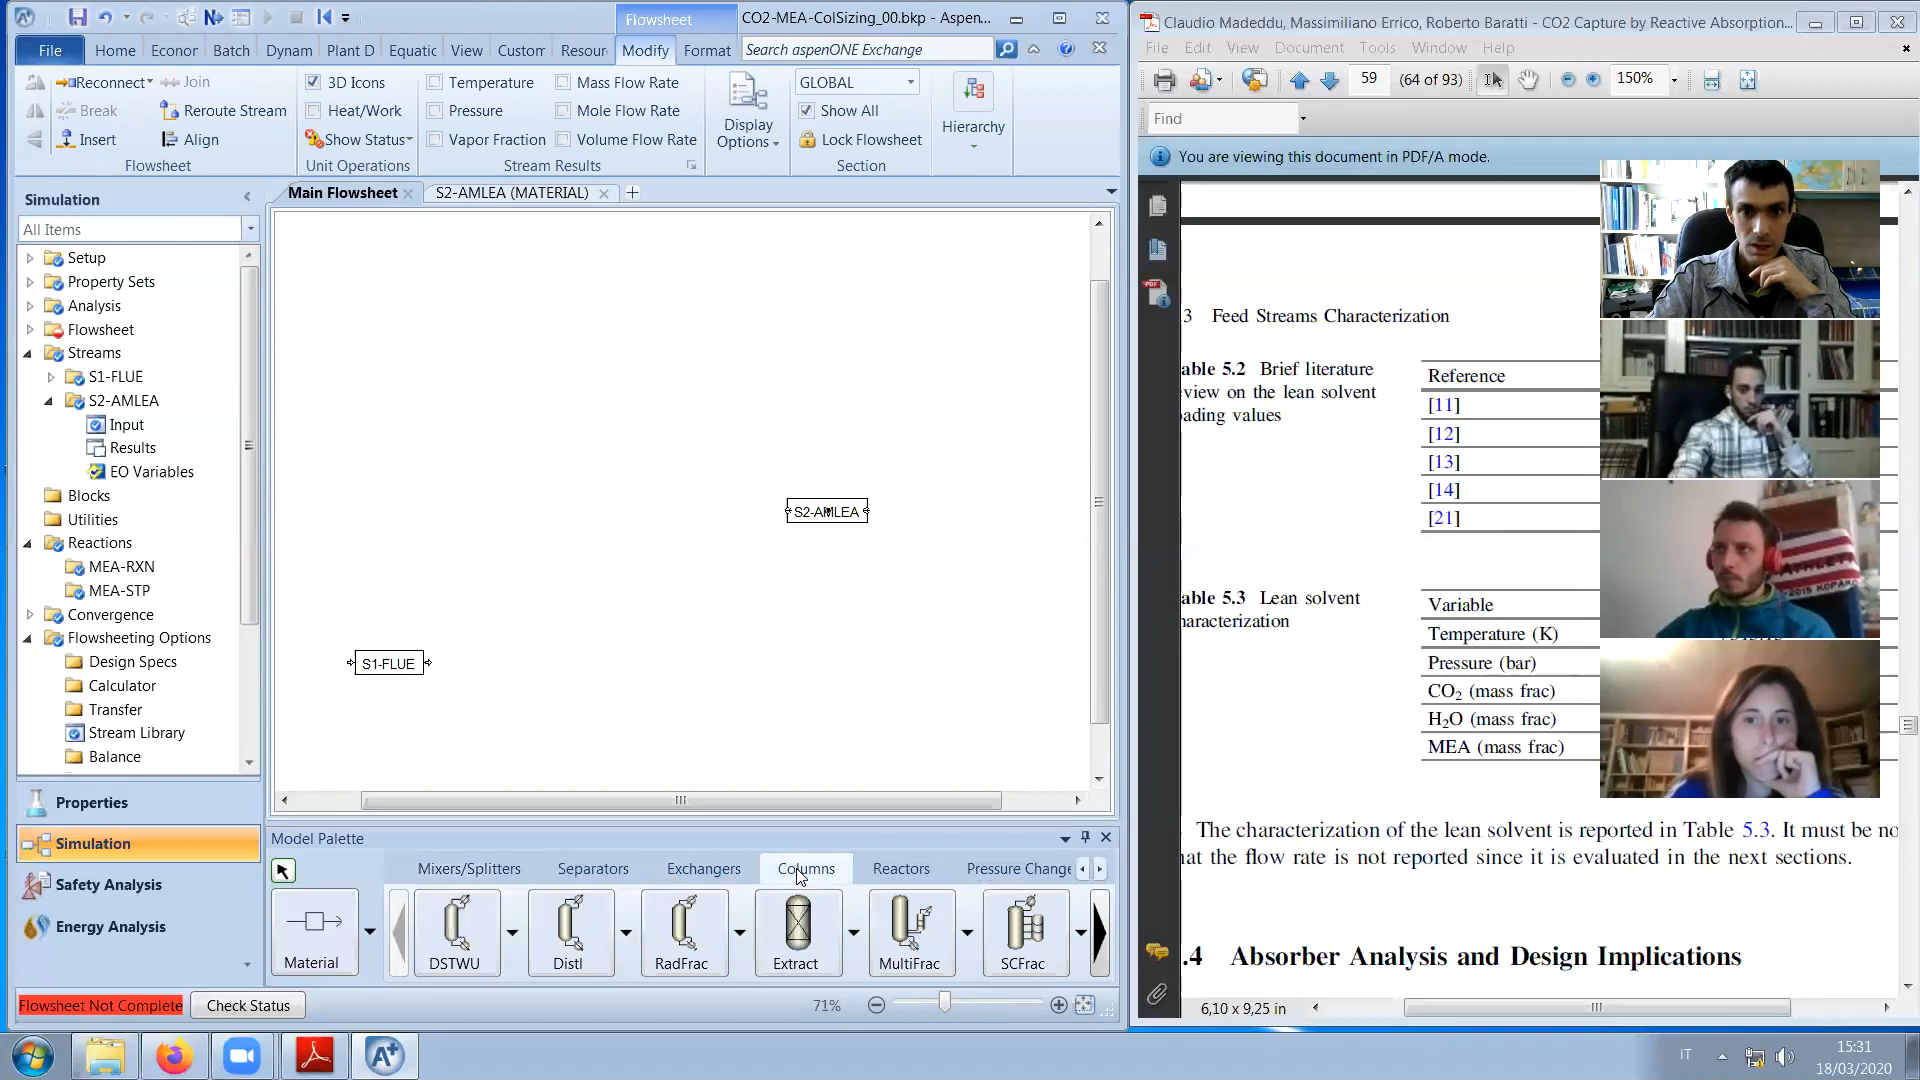 Flowsheet
CO2-MEA-ColSizing_00.bkp - Aspen...
File Home Econor Batch Dynam Plant D Equatic View Custom Resour Modify Format Search aspenONE Exchange
Reconnect Join
Break Reroute Stream
Insert Align
Flowsheet
3D Icons
Heat/Work
Show Status
Unit Operations
Temperature Mass Flow Rate
Pressure Mole Flow Rate
Vapor Fraction Volume Flow Rate
Stream Results
Display
Options
GLOBAL
Show All
Lock Flowsheet
Section
Hierarchy
Simulation
All Items
Setup
Property Sets
Analysis
Flowsheet
Streams
S1-FLUE
S2-AMLEA
Input
Results
EO Variables
Blocks
Utilities
Reactions
MEA-RXN
MEA-STP
Convergence
Flowsheeting Options
Design Specs
Calculator
Transfer
Stream Library
Balance
Properties
Simulation
Safety Analysis
Energy Analysis
Main Flowsheet S2-AMLEA (MATERIAL)
S2-AMLEA
S1-FLUE
Model Palette
Mixers/Splitters Separators Exchangers Columns Reactors Pressure Change
Material DSTWU Distl RadFrac Extract MultiFrac SCFrac
Flowsheet Not Complete Check Status 71%
Claudio Madeddu, Massimiliano Errico, Roberto Baratti - CO2 Capture by Reactive Absorption...
File Edit View Document Tools Window Help
59 (64 of 93) 150%
Find
You are viewing this document in PDF/A mode.
.3 Feed Streams Characterization
able 5.2 Brief literature
view on the lean solvent
ading values
Reference
[11]
[12]
[13]
[14]
[21]
able 5.3 Lean solvent
haracterization
Variable
Temperature (K)
Pressure (bar)
CO2 (mass frac)
H2O (mass frac)
MEA (mass frac)
The characterization of the lean solvent is reported in Table 5.3. It must be no
at the flow rate is not reported since it is evaluated in the next sections.
.4 Absorber Analysis and Design Implications
6,10 x 9,25 in
IT
15:31
18/03/2020